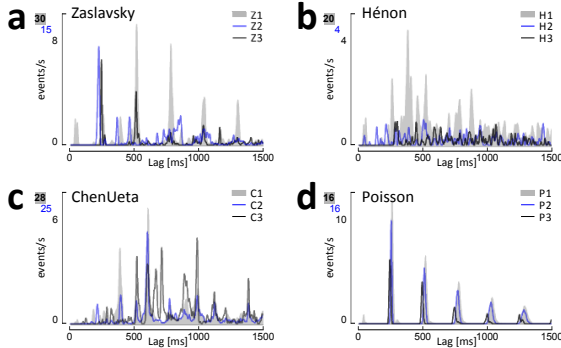 a Zaslavsky
30
15
8
0
events/s
Z1
Z2
Z3
0 500 1000 1500
Lag [ms]
b Hénon
20
4
4
0
events/s
H1
H2
H3
0 500 1000 1500
Lag [ms]
c ChenUeta
28
25
6
0
events/s
C1
C2
C3
0 500 1000 1500
Lag [ms]
d Poisson
16
16
10
0
events/s
P1
P2
P3
0 500 1000 1500
Lag [ms]